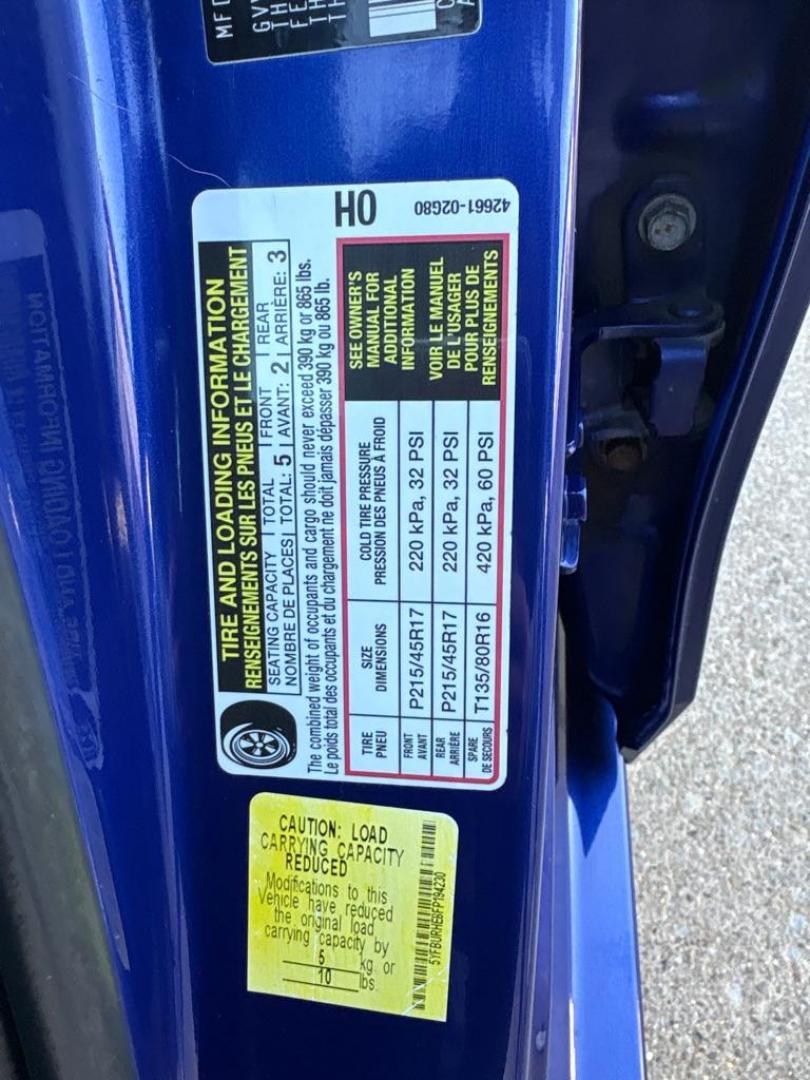 MFD
GV
TH
FE
TH
TH
C
A
TIRE AND LOADING INFORMATION
RENSEIGNEMENTS SUR LES PNEUS ET LE CHARGEMENT
SEATING CAPACITY | TOTAL | FRONT | REAR
NOMBRE DE PLACES | TOTAL: 5 | AVANT: 2 | ARRIÈRE: 3
The combined weight of occupants and cargo should never exceed 390 kg or 865 lbs.
Le poids total des occupants et du chargement ne doit jamais dépasser 390 kg ou 865 lb.
TIRE SIZE COLD TIRE PRESSURE
PNEU DIMENSIONS PRESSION DES PNEUS À FROID
FRONT
AVANT P215/45R17 220 kPa, 32 PSI
REAR
ARRIÈRE P215/45R17 220 kPa, 32 PSI
SPARE
DE SECOURS T135/80R16 420 kPa, 60 PSI
SEE OWNER'S
MANUAL FOR
ADDITIONAL
INFORMATION
VOIR LE MANUEL
DE L'USAGER
POUR PLUS DE
RENSEIGNEMENTS
H0
42661-02G80
CAUTION: LOAD
CARRYING CAPACITY
REDUCED
Modifications to this
Vehicle have reduced
the original load
carrying capacity by
5 kg. or
10 lbs.